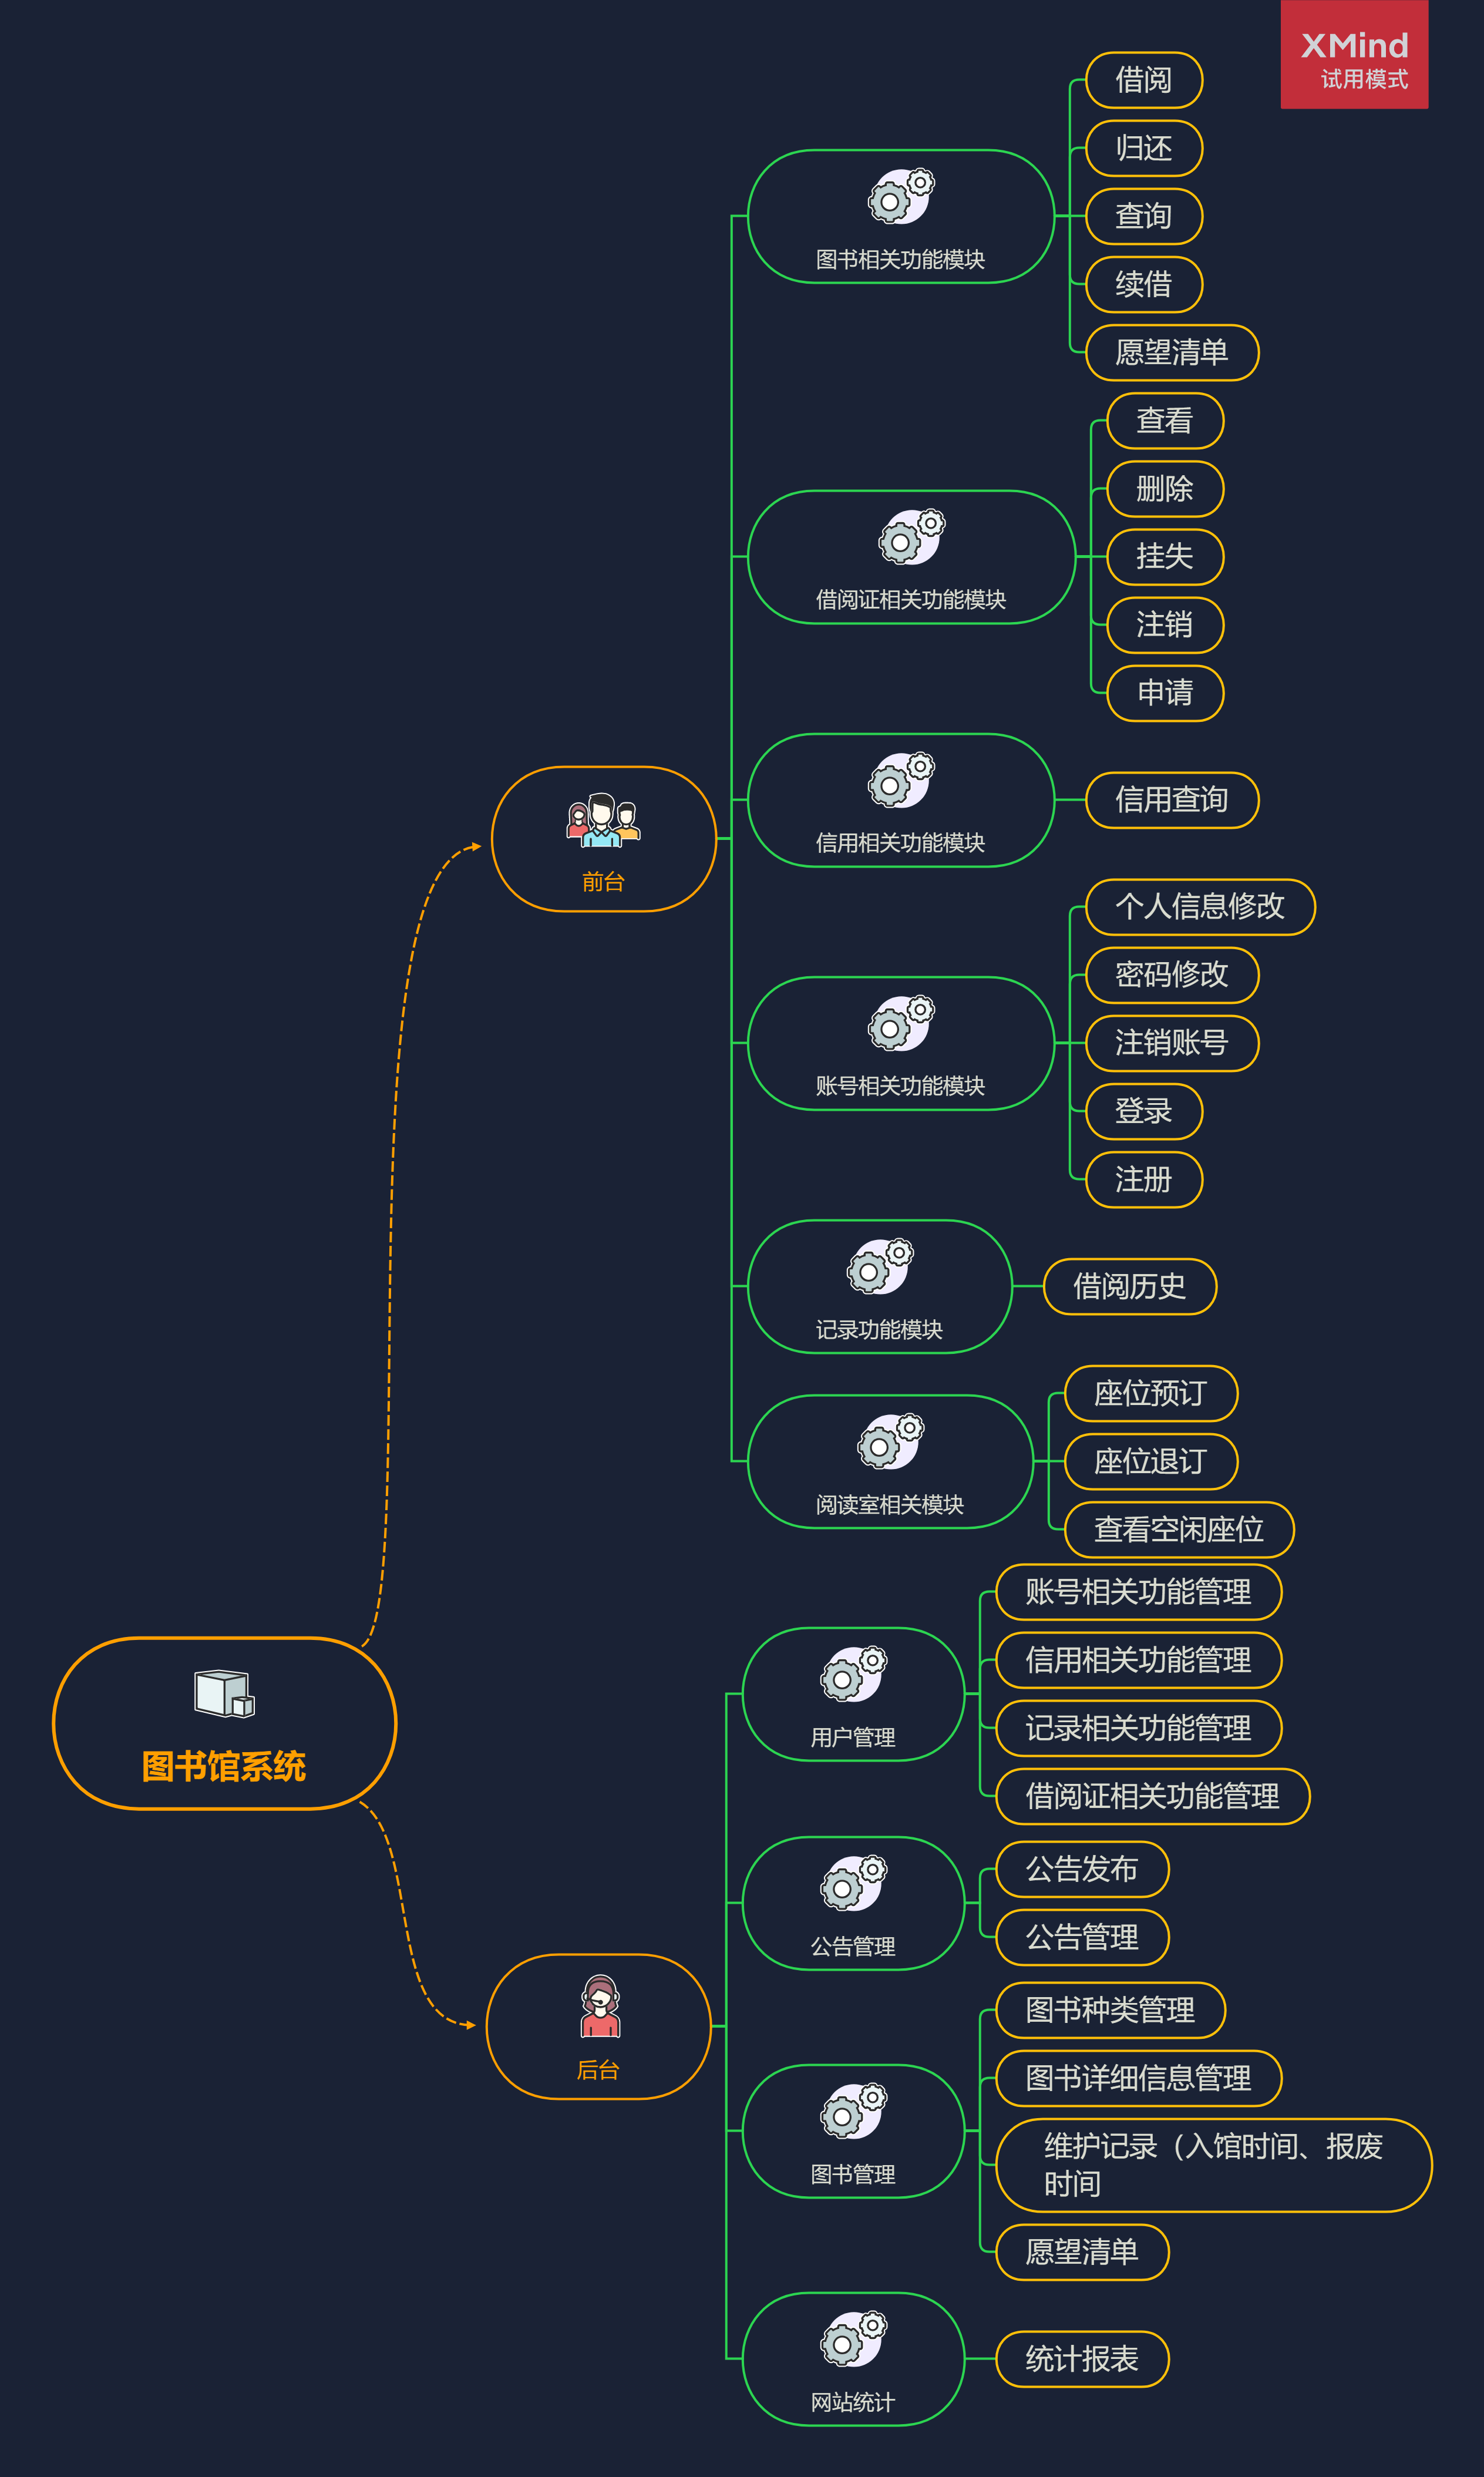 XMind
试用模式
图书馆系统
前台
图书相关功能模块
借阅
归还
查询
续借
愿望清单
借阅证相关功能模块
查看
删除
挂失
注销
申请
信用相关功能模块
信用查询
账号相关功能模块
个人信息修改
密码修改
注销账号
登录
注册
记录功能模块
借阅历史
阅读室相关模块
座位预订
座位退订
查看空闲座位
后台
用户管理
账号相关功能管理
信用相关功能管理
记录相关功能管理
借阅证相关功能管理
公告管理
公告发布
公告管理
图书管理
图书种类管理
图书详细信息管理
维护记录（入馆时间、报废
时间
愿望清单
网站统计
统计报表